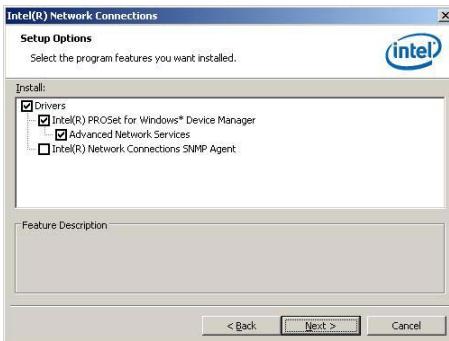 Intel(R) Network Connections
Setup Options
Select the program features you want installed.
intel
Install:
Drivers
Intel(R) PROSet for Windows* Device Manager
Advanced Network Services
Intel(R) Network Connections SNMP Agent
Feature Description
< Back
Next >
Cancel